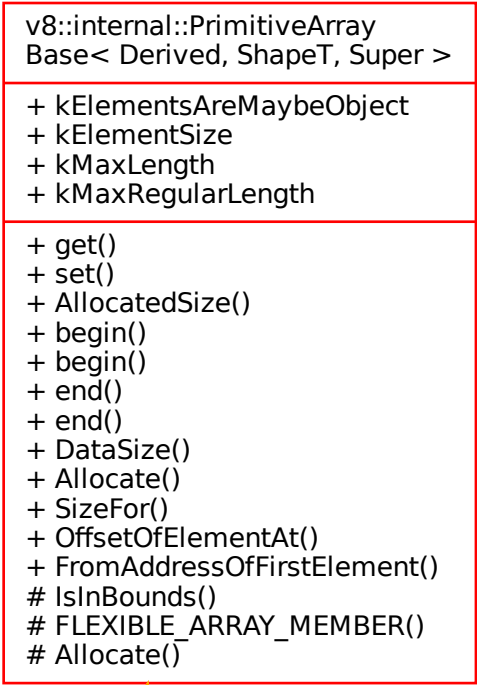 v8::internal::PrimitiveArray
Base< Derived, ShapeT, Super >
+ kElementsAreMaybeObject
+ kElementSize
+ kMaxLength
+ kMaxRegularLength
+ get()
+ set()
+ AllocatedSize()
+ begin()
+ begin()
+ end()
+ end()
+ DataSize()
+ Allocate()
+ SizeFor()
+ OffsetOfElementAt()
+ FromAddressOfFirstElement()
# IsInBounds()
# FLEXIBLE_ARRAY_MEMBER()
# Allocate()